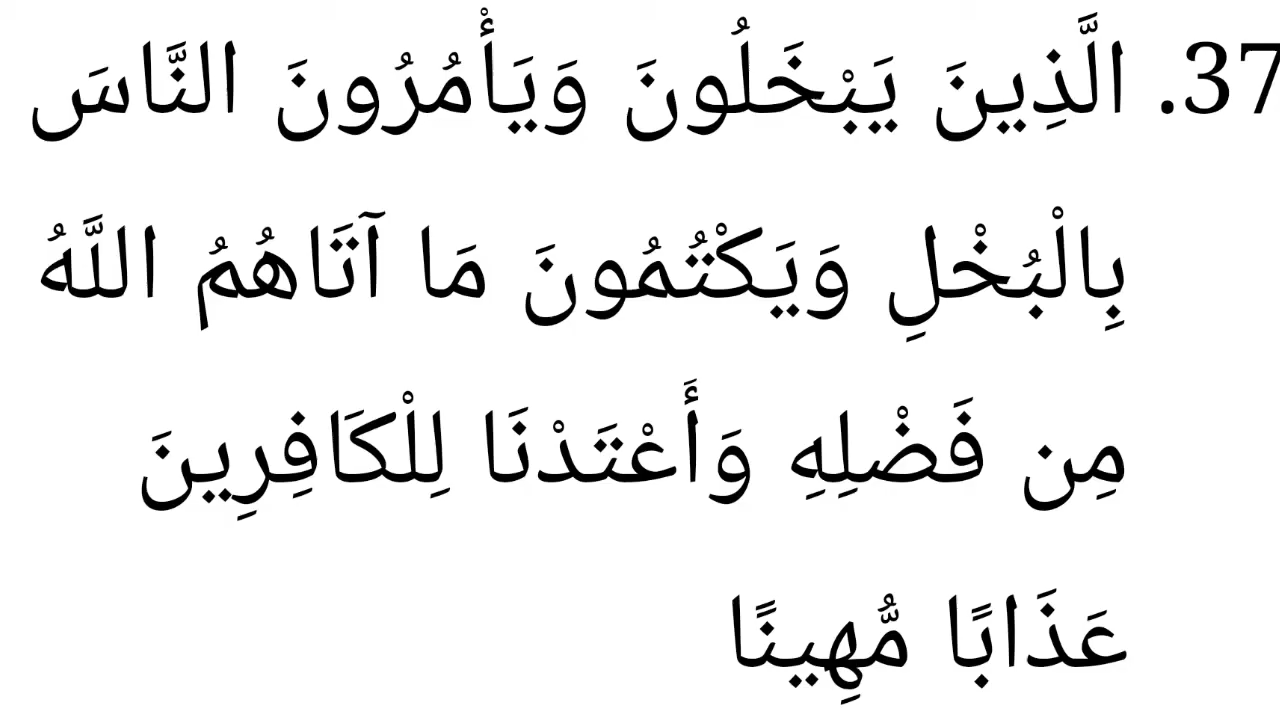 37. الَّذِينَ يَبْخَلُونَ وَيَأْمُرُونَ النَّاسَ
بِالْبُخْلِ وَيَكْتُمُونَ مَا آتَاهُمُ اللَّهُ
مِن فَضْلِهِ وَأَعْتَدْنَا لِلْكَافِرِينَ
عَذَابًا مُّهِينًا